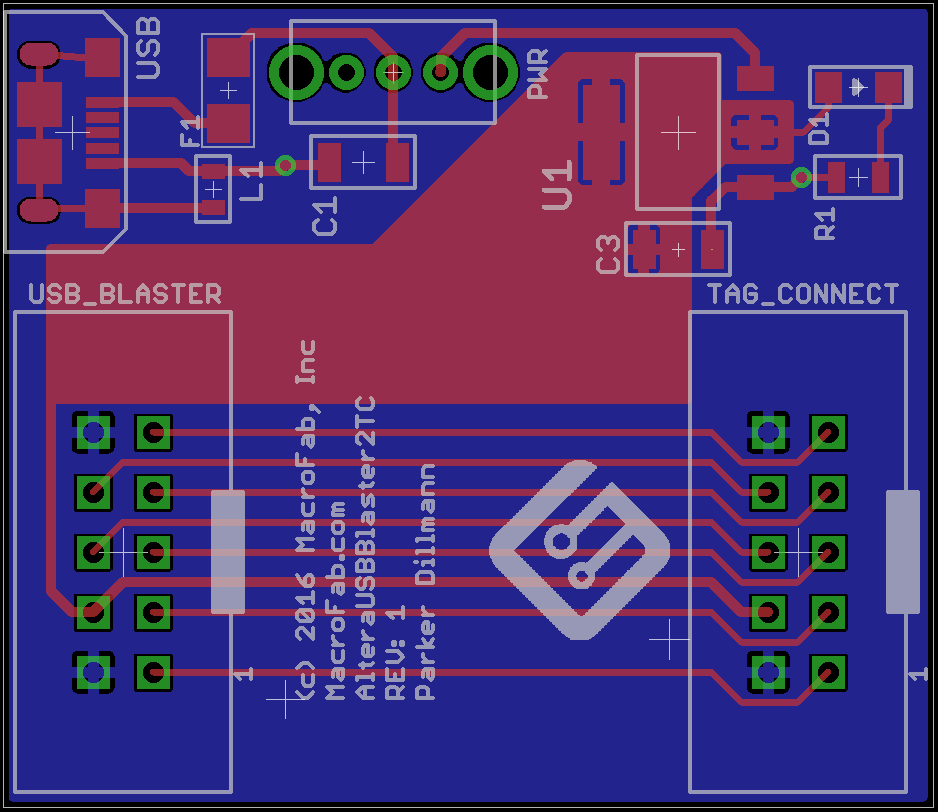 USB
F1
L1
C1
PWR
U1
C3
D1
R1
USB_BLASTER
TAG_CONNECT
(c) 2016 MacroFab, Inc
MacroFab.com
AlteraUSBBlaster2TC
REV: 1
Parker Dillmann
1
1